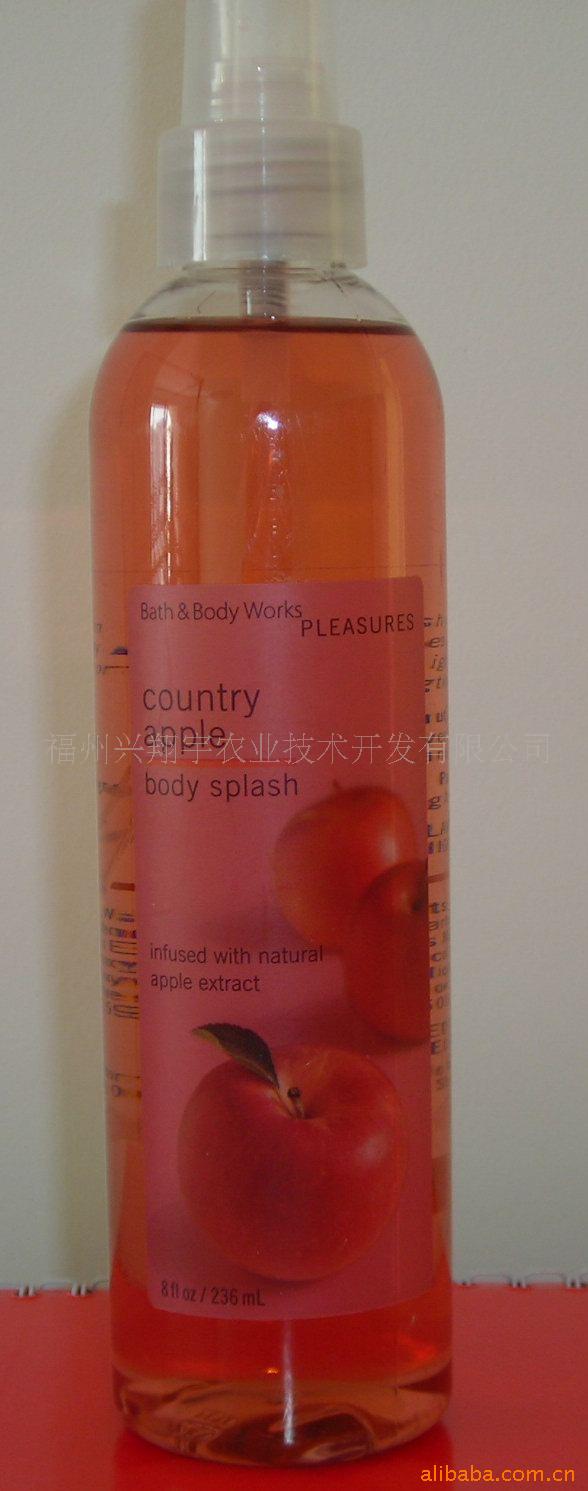 Bath & Body Works
PLEASURES
country
apple
福州兴翔宇农业技术开发有限公司
body splash
infused with natural
apple extract
8 fl oz / 236 mL
alibaba.com.cn